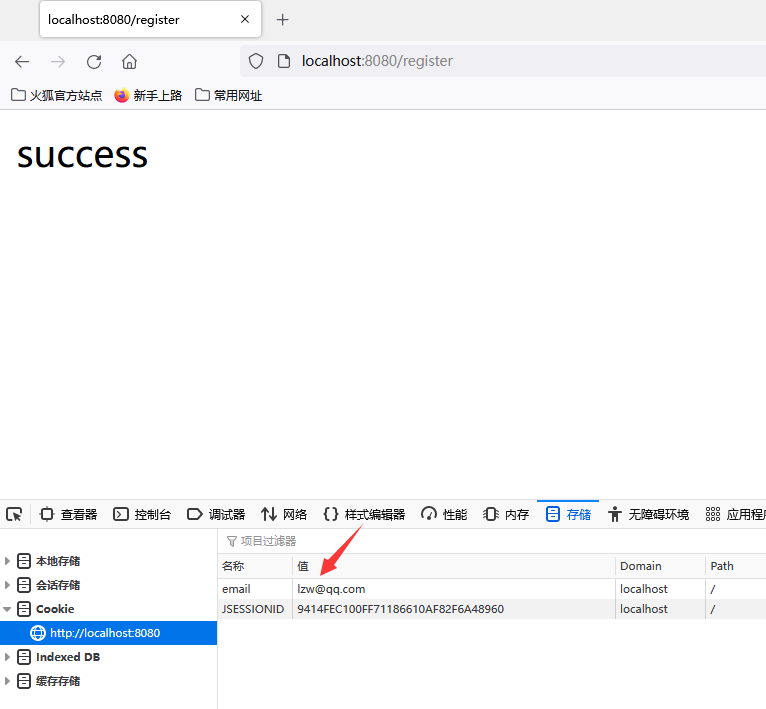 localhost:8080/register
localhost:8080/register
火狐官方站点 新手上路 常用网址
success
查看器 控制台 调试器 网络 样式编辑器 性能 内存 存储 无障碍环境 应用程
项目过滤器
本地存储
会话存储
Cookie
http://localhost:8080
Indexed DB
缓存存储
名称 值 Domain Path
email lzw@qq.com localhost /
JSESSIONID 9414FEC100FF71186610AF82F6A48960 localhost /